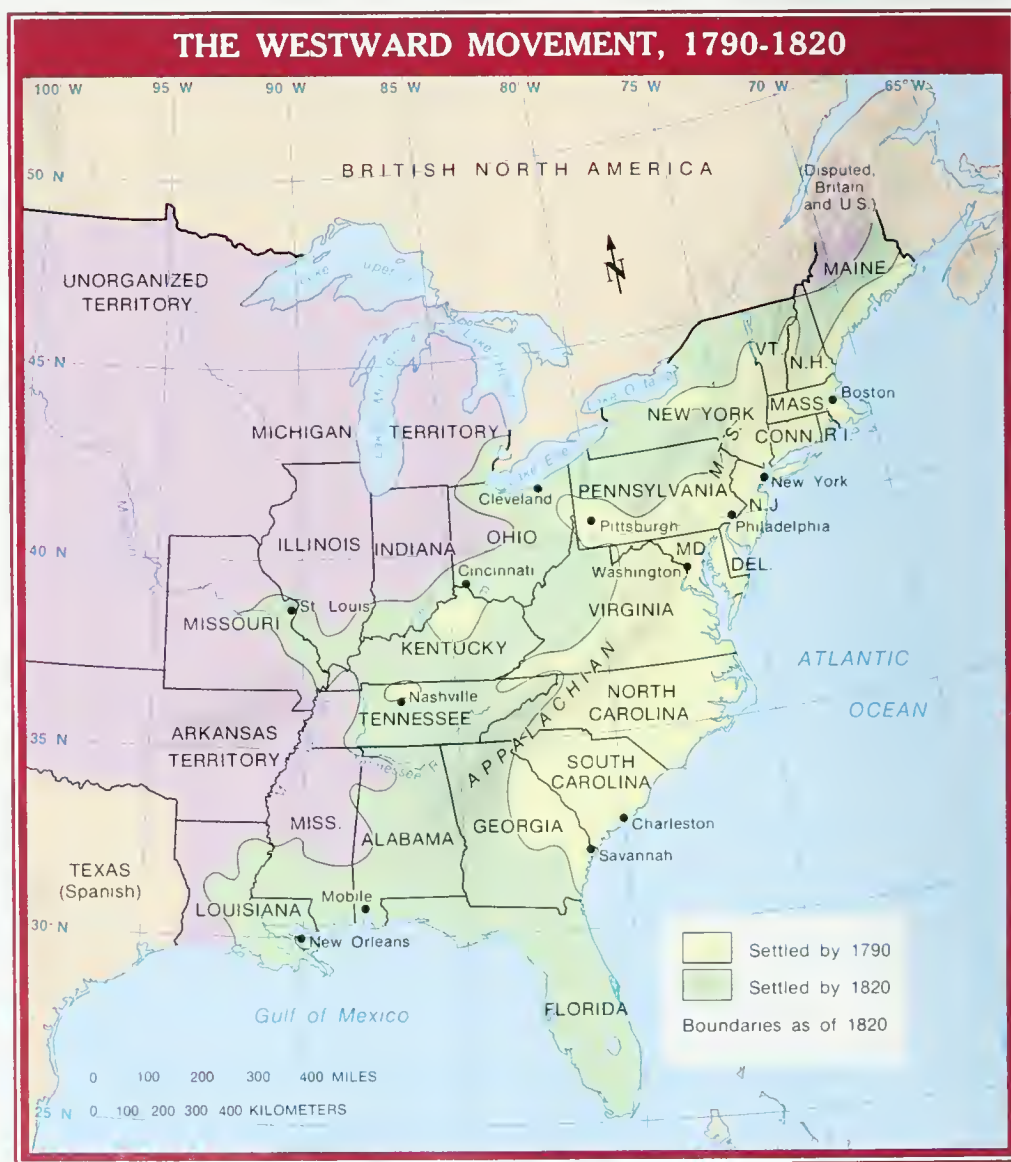 THE WESTWARD MOVEMENT, 1790-1820
100° W
95° W
90° W
85° W
80° W
75° W
70° W
65° W
50° N
BRITISH NORTH AMERICA
(Disputed,
Britain
and U.S.)
N
UNORGANIZED
TERRITORY
MAINE
45° N
VT.
N.H.
MASS
Boston
NEW YORK
CONN.
R I.
MICHIGAN TERRITORY
MTS.
New York
Cleveland
PENNSYLVANIA
N.J
Pittsburgh
Philadelphia
OHIO
40° N
ILLINOIS
INDIANA
MD
DEL.
Cincinnati
Washington
St Louis
MISSOURI
VIRGINIA
KENTUCKY
ATLANTIC
OCEAN
Nashville
TENNESSEE
NORTH
CAROLINA
35° N
ARKANSAS
TERRITORY
APPALACHIAN
SOUTH
CAROLINA
MISS.
ALABAMA
GEORGIA
Charleston
Savannah
TEXAS
(Spanish)
Mobile
LOUISIANA
30° N
New Orleans
Settled by 1790
Settled by 1820
Boundaries as of 1820
Gulf of Mexico
FLORIDA
0 100 200 300 400 MILES
25 N
0 100 200 300 400 KILOMETERS